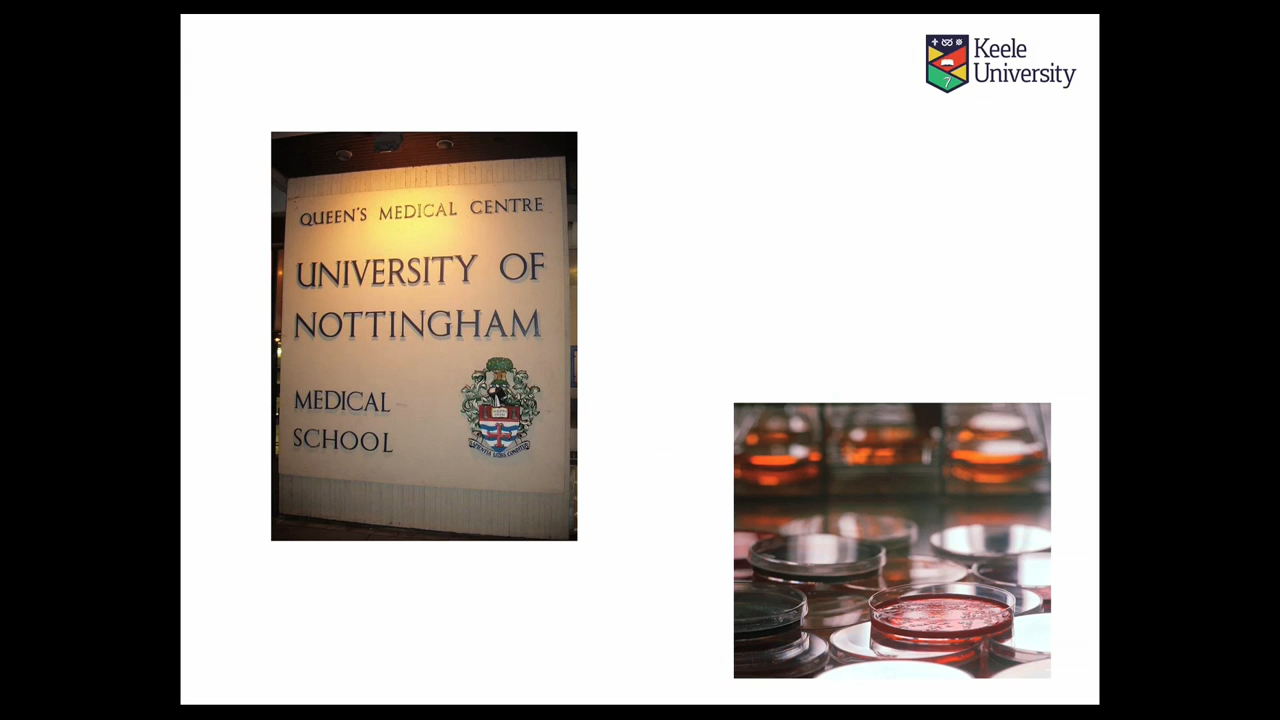 Keele
University
QUEEN'S MEDICAL CENTRE
UNIVERSITY OF
NOTTINGHAM
MEDICAL
SCHOOL